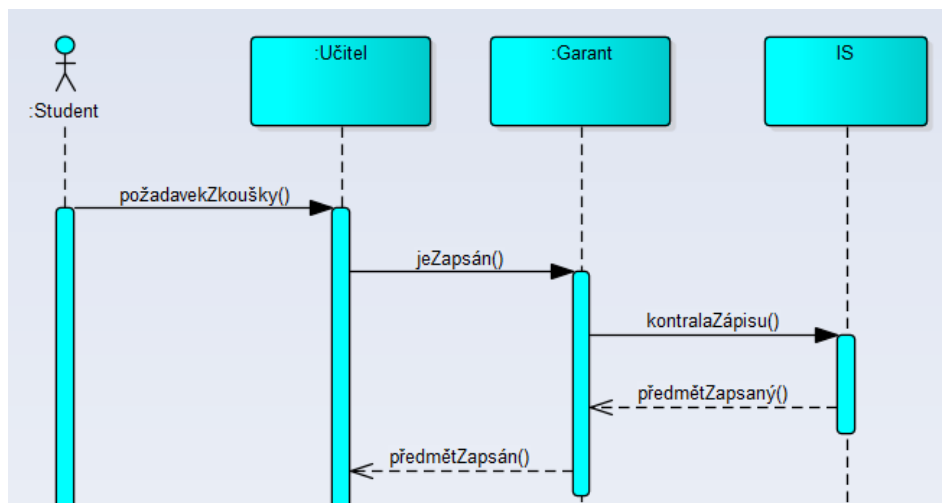 :Učitel
:Garant
IS
:Student
požadavekZkoušky()
jeZapsán()
kontralaZápisu()
předmětZapsaný()
předmětZapsán()